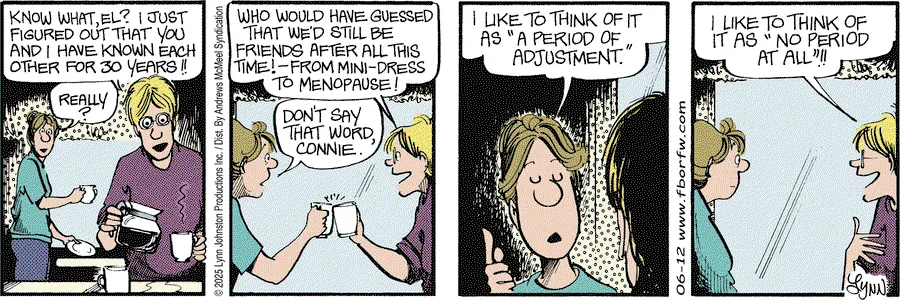 KNOW WHAT, EL? I JUST
FIGURED OUT THAT YOU
AND I HAVE KNOWN EACH
OTHER FOR 30 YEARS!!
REALLY
?
© 2025 Lynn Johnston Productions Inc. / Dist. By Andrews McMeel Syndication
WHO WOULD HAVE GUESSED
THAT WE'D STILL BE
FRIENDS AFTER ALL THIS
TIME! - FROM MINI-DRESS
TO MENOPAUSE!
DON'T SAY
THAT WORD,
CONNIE..
I LIKE TO THINK OF IT
AS "A PERIOD OF
ADJUSTMENT."
06-12 www.fborfw.com
I LIKE TO THINK OF
IT AS "NO PERIOD
AT ALL"!!
LYNN